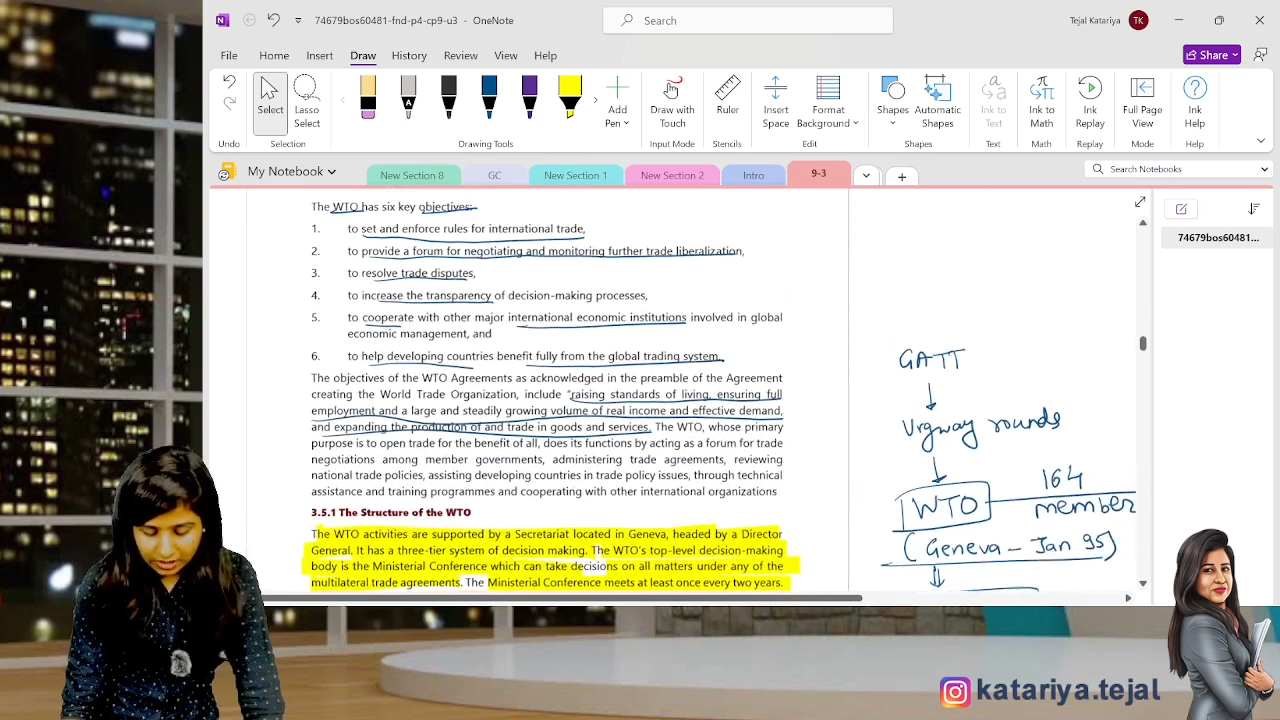 74679bos60481-fnd-p4-cp9-u3 - OneNote
Search
Tejal Katariya
TK
File Home Insert Draw History Review View Help
Share
Select
Lasso Select
Add Pen
Draw with Touch
Ruler
Insert Space
Format Background
Shapes
Automatic Shapes
Ink to Text
Ink to Math
Ink Replay
Full Page View
Ink Help
Undo
Selection
Drawing Tools
Input Mode
Stencils
Edit
Shapes
Text
Math
Replay
View
Help
My Notebook
New Section 8
GC
New Section 1
New Section 2
Intro
9-3
Search Notebooks
74679bos60481...
The WTO has six key objectives:
1. to set and enforce rules for international trade,
2. to provide a forum for negotiating and monitoring further trade liberalization,
3. to resolve trade disputes,
4. to increase the transparency of decision-making processes,
5. to cooperate with other major international economic institutions involved in global
economic management, and
6. to help developing countries benefit fully from the global trading system.
The objectives of the WTO Agreements as acknowledged in the preamble of the Agreement
creating the World Trade Organization, include "raising standards of living, ensuring full
employment and a large and steadily growing volume of real income and effective demand,
and expanding the production of and trade in goods and services. The WTO, whose primary
purpose is to open trade for the benefit of all, does its functions by acting as a forum for trade
negotiations among member governments, administering trade agreements, reviewing
national trade policies, assisting developing countries in trade policy issues, through technical
assistance and training programmes and cooperating with other international organizations
3.5.1 The Structure of the WTO
The WTO activities are supported by a Secretariat located in Geneva, headed by a Director
General. It has a three-tier system of decision making. The WTO's top-level decision-making
body is the Ministerial Conference which can take decisions on all matters under any of the
multilateral trade agreements. The Ministerial Conference meets at least once every two years.
GATT
Urgway rounds
WTO
164
member
(Geneva - Jan 95)
katariya.tejal